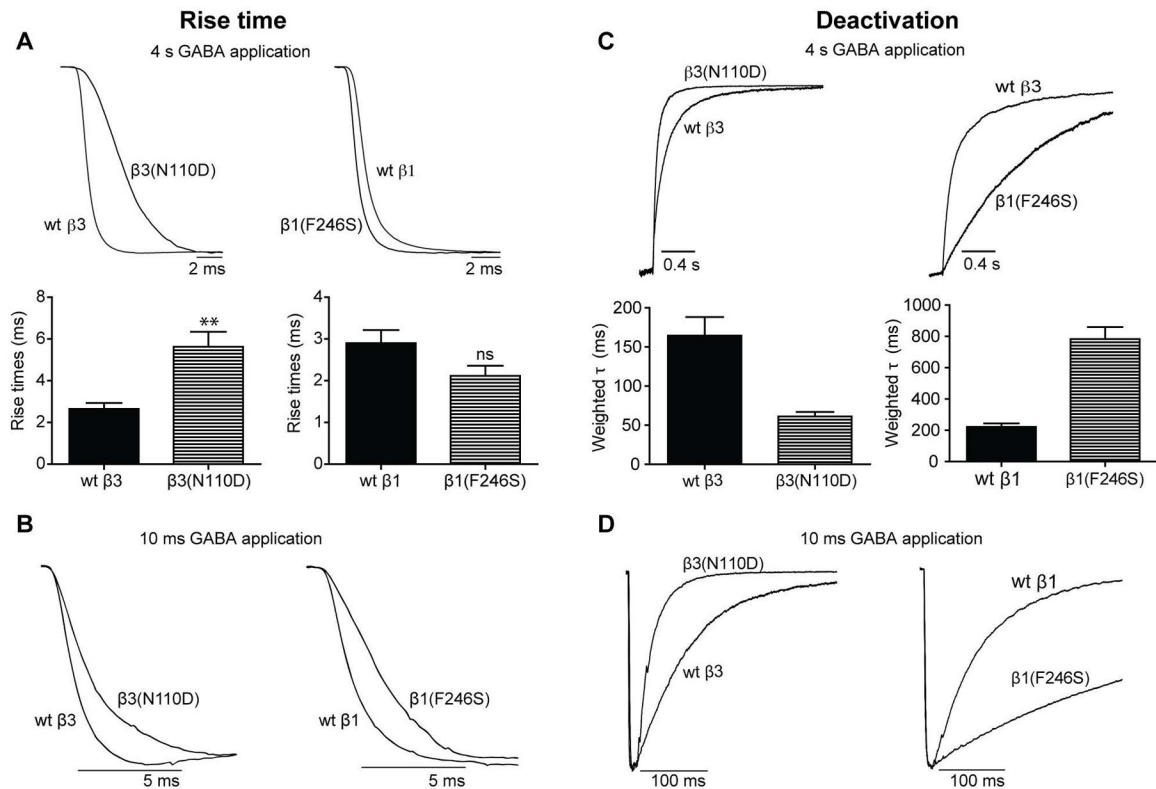 Rise time
A
4 s GABA application
β3(N110D)
wt β3
2 ms
wt β1
β1(F246S)
2 ms
Rise times (ms)
8
6
4
2
0
**
wt β3
β3(N110D)
Rise times (ms)
4
3
2
1
0
ns
wt β1
β1(F246S)
B
10 ms GABA application
β3(N110D)
wt β3
5 ms
β1(F246S)
wt β1
5 ms
Deactivation
C
4 s GABA application
β3(N110D)
wt β3
0.4 s
wt β3
β1(F246S)
0.4 s
Weighted τ (ms)
200
150
100
50
0
wt β3
β3(N110D)
Weighted τ (ms)
1000
800
600
400
200
0
wt β1
β1(F246S)
D
10 ms GABA application
β3(N110D)
wt β3
100 ms
wt β1
β1(F246S)
100 ms